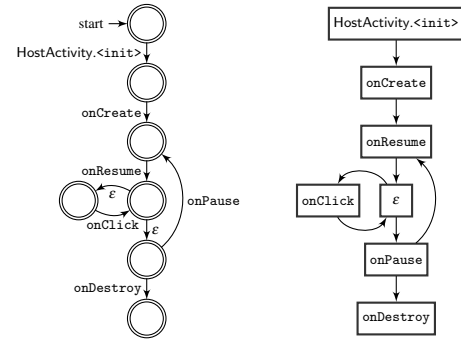 start
HostActivity.<init>
onCreate
onResume
ε
onClick
ε
onPause
onDestroy
HostActivity.<init>
onCreate
onResume
onClick
ε
onPause
onDestroy